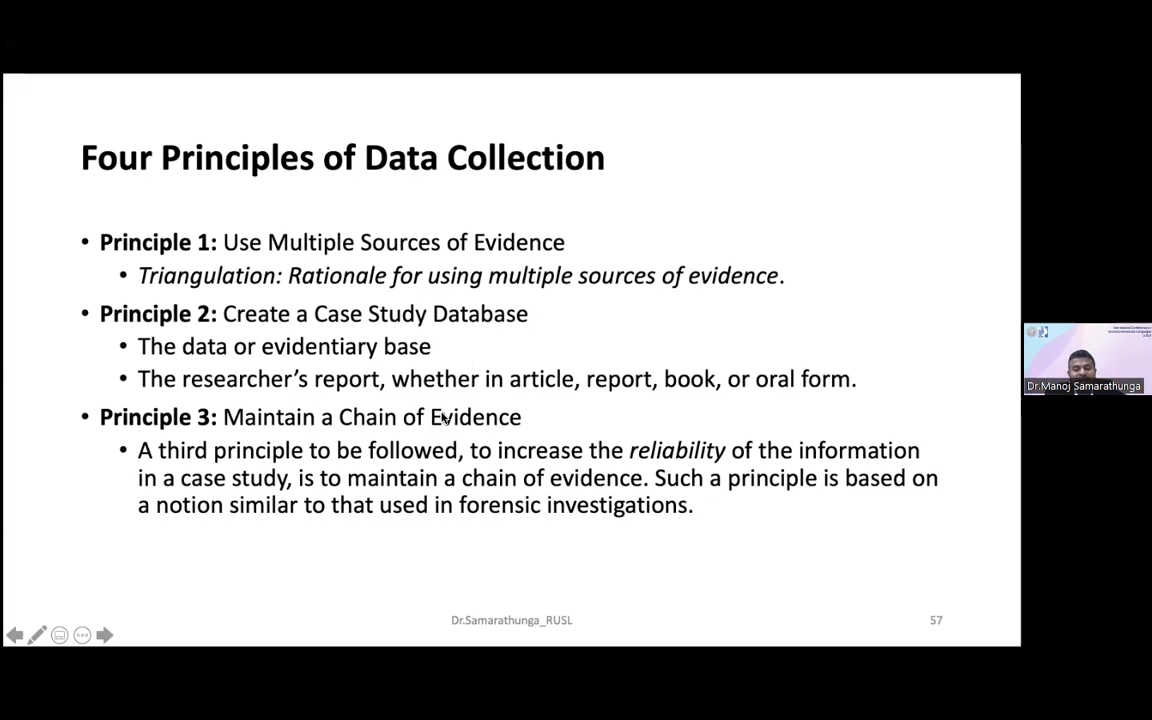 Four Principles of Data Collection
• Principle 1: Use Multiple Sources of Evidence
• Triangulation: Rationale for using multiple sources of evidence.
• Principle 2: Create a Case Study Database
• The data or evidentiary base
• The researcher’s report, whether in article, report, book, or oral form.
• Principle 3: Maintain a Chain of Evidence
• A third principle to be followed, to increase the reliability of the information
in a case study, is to maintain a chain of evidence. Such a principle is based on
a notion similar to that used in forensic investigations.
Dr.Samarathunga_RUSL
57
Dr.Manoj Samarathunga